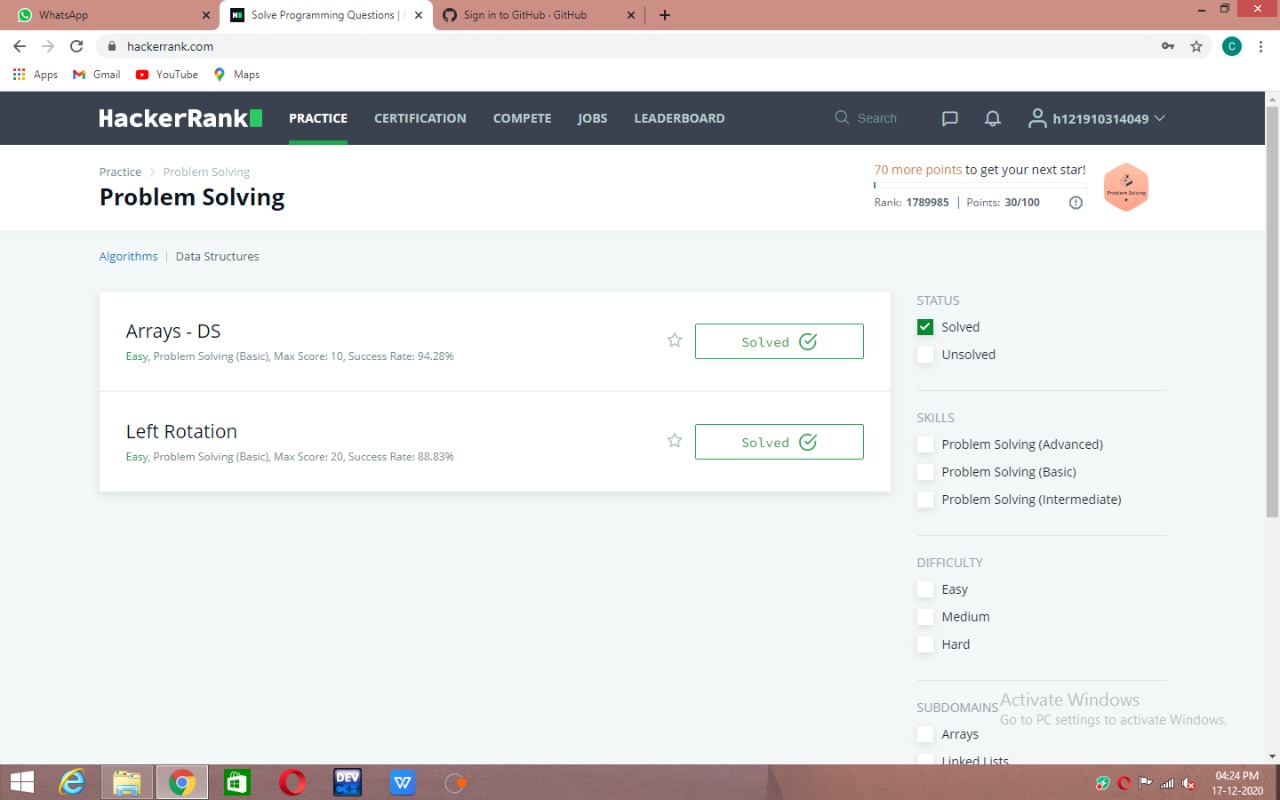 WhatsApp
Solve Programming Questions |
Sign in to GitHub · GitHub
hackerrank.com
C
Apps
Gmail
YouTube
Maps
HackerRank
PRACTICE
CERTIFICATION
COMPETE
JOBS
LEADERBOARD
Search
h121910314049
Practice
Problem Solving
Problem Solving
70 more points to get your next star!
Rank: 1789985 | Points: 30/100
Problem Solving
Algorithms | Data Structures
Arrays - DS
Easy, Problem Solving (Basic), Max Score: 10, Success Rate: 94.28%
Solved
Left Rotation
Easy, Problem Solving (Basic), Max Score: 20, Success Rate: 88.83%
Solved
STATUS
Solved
Unsolved
SKILLS
Problem Solving (Advanced)
Problem Solving (Basic)
Problem Solving (Intermediate)
DIFFICULTY
Easy
Medium
Hard
SUBDOMAINS
Arrays
Linked Lists
Activate Windows
Go to PC settings to activate Windows.
DEV
C++
W
04:24 PM
17-12-2020